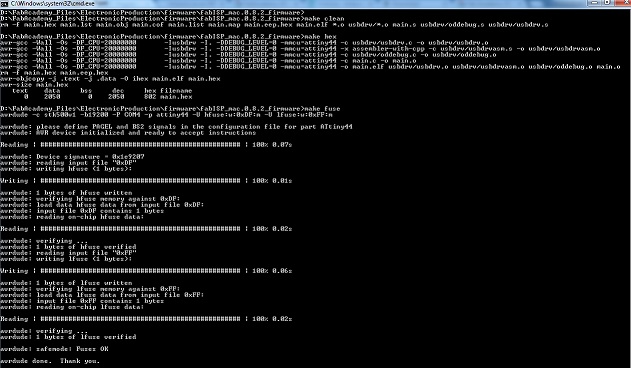 C:\Windows\system32\cmd.exe
D:\FabAcademy_Files\ElectronicProduction\firmware\fabISP_mac.0.8.2_firmware>
D:\FabAcademy_Files\ElectronicProduction\firmware\fabISP_mac.0.8.2_firmware>make clean
rm -f main.hex main.lst main.obj main.cof main.list main.map main.eep.hex main.elf *.o usbdrv/*.o main.s usbdrv/oddebug.s usbdrv/usbdrv.s
D:\FabAcademy_Files\ElectronicProduction\firmware\fabISP_mac.0.8.2_firmware>make hex
avr-gcc -Wall -Os -DF_CPU=20000000 -Iusbdrv -I. -DDEBUG_LEVEL=0 -mmcu=attiny44 -c usbdrv/usbdrv.c -o usbdrv/usbdrv.o
avr-gcc -Wall -Os -DF_CPU=20000000 -Iusbdrv -I. -DDEBUG_LEVEL=0 -mmcu=attiny44 -x assembler-with-cpp -c usbdrv/usbdrvasm.S -o usbdrv/usbdrvasm.o
avr-gcc -Wall -Os -DF_CPU=20000000 -Iusbdrv -I. -DDEBUG_LEVEL=0 -mmcu=attiny44 -c usbdrv/oddebug.c -o usbdrv/oddebug.o
avr-gcc -Wall -Os -DF_CPU=20000000 -Iusbdrv -I. -DDEBUG_LEVEL=0 -mmcu=attiny44 -c main.c -o main.o
avr-gcc -Wall -Os -DF_CPU=20000000 -Iusbdrv -I. -DDEBUG_LEVEL=0 -mmcu=attiny44 -o main.elf usbdrv/usbdrv.o usbdrv/usbdrvasm.o usbdrv/oddebug.o main.o
rm -f main.hex main.eep.hex
avr-objcopy -j .text -j .data -O ihex main.elf main.hex
avr-size main.hex
text data bss dec hex filename
0 2050 0 2050 802 main.hex
D:\FabAcademy_Files\ElectronicProduction\firmware\fabISP_mac.0.8.2_firmware>make fuse
avrdude -c stk500v1 -b19200 -P COM4 -p attiny44 -U hfuse:w:0xDF:m -U lfuse:w:0xFF:m
avrdude: please define PAGEL and BS2 signals in the configuration file for part ATtiny44
avrdude: AVR device initialized and ready to accept instructions
Reading | ################################################## | 100% 0.07s
avrdude: Device signature = 0x1e9207
avrdude: reading input file "0xDF"
avrdude: writing hfuse (1 bytes):
Writing | ################################################## | 100% 0.01s
avrdude: 1 bytes of hfuse written
avrdude: verifying hfuse memory against 0xDF:
avrdude: load data hfuse data from input file 0xDF:
avrdude: input file 0xDF contains 1 bytes
avrdude: reading on-chip hfuse data:
Reading | ################################################## | 100% 0.02s
avrdude: verifying ...
avrdude: 1 bytes of hfuse verified
avrdude: reading input file "0xFF"
avrdude: writing lfuse (1 bytes):
Writing | ################################################## | 100% 0.06s
avrdude: 1 bytes of lfuse written
avrdude: verifying lfuse memory against 0xFF:
avrdude: load data lfuse data from input file 0xFF:
avrdude: input file 0xFF contains 1 bytes
avrdude: reading on-chip lfuse data:
Reading | ################################################## | 100% 0.02s
avrdude: verifying ...
avrdude: 1 bytes of lfuse verified
avrdude: safemode: Fuses OK
avrdude done. Thank you.